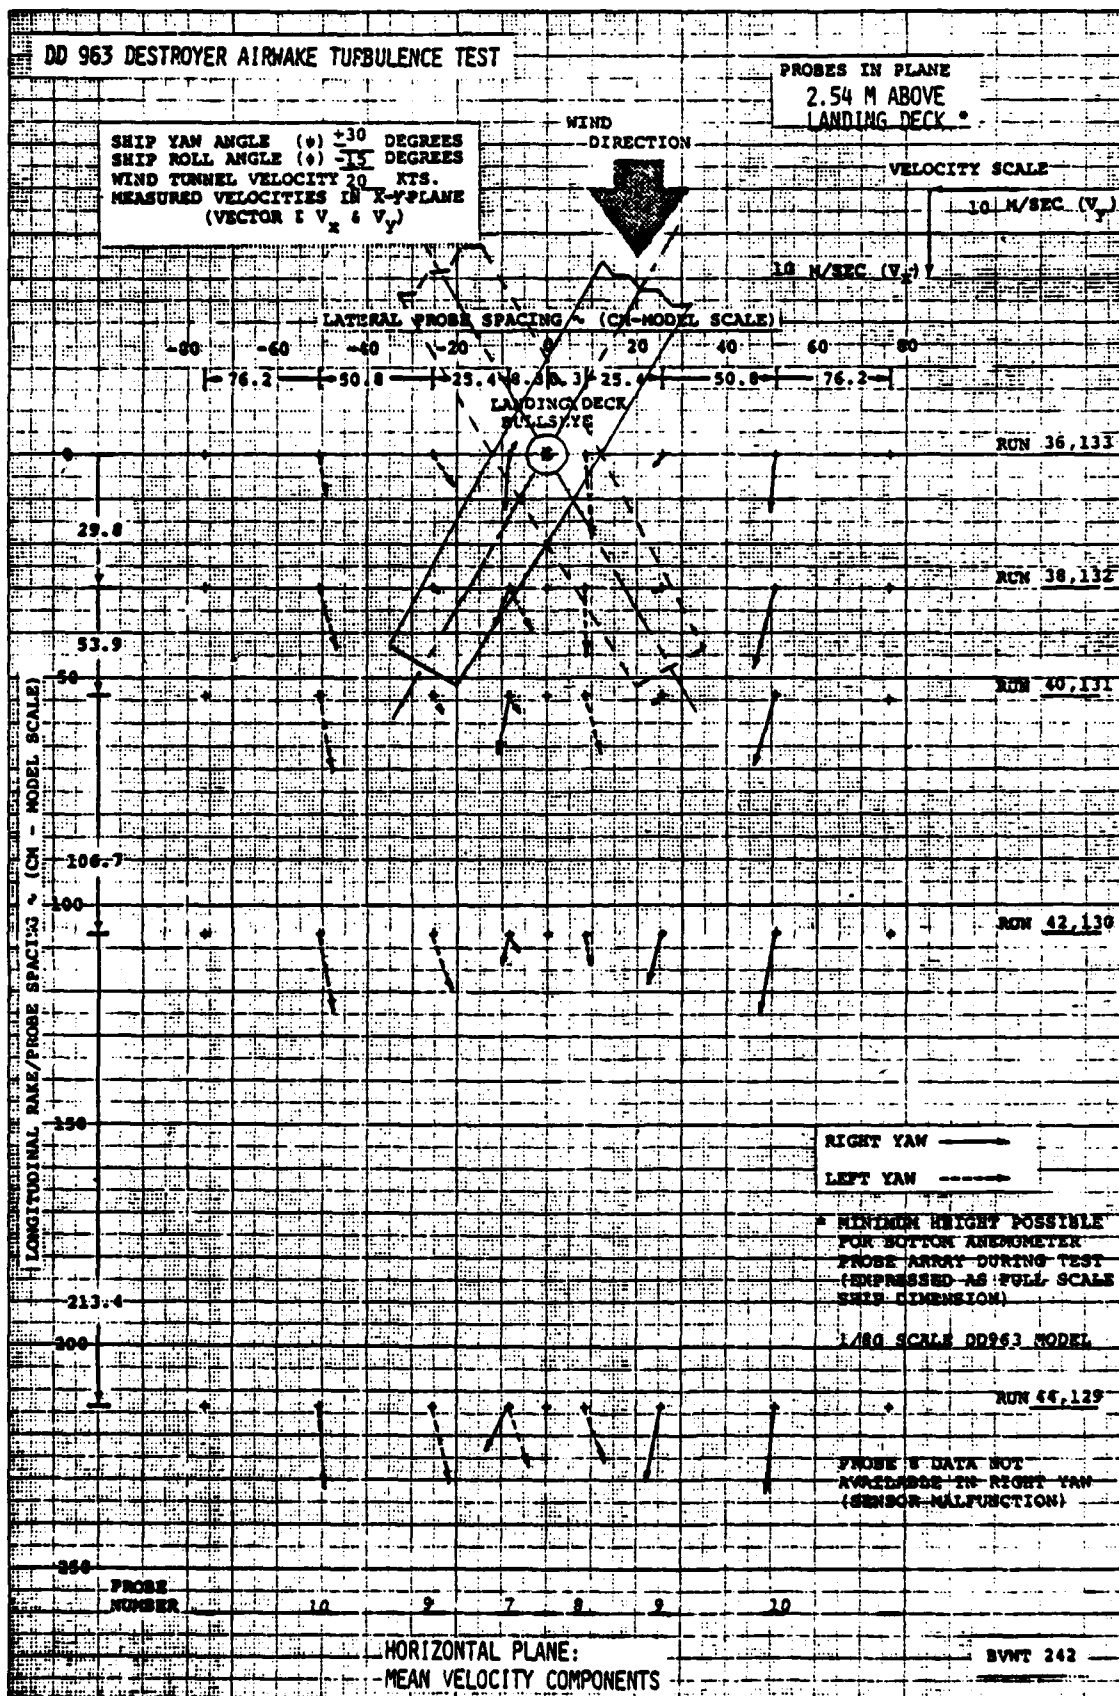 DD 963 DESTROYER AIRWAKE TURBULENCE TEST
PROBES IN PLANE
2.54 M ABOVE
LANDING DECK *
SHIP YAW ANGLE (ψ) ±30 DEGREES
SHIP ROLL ANGLE (φ) -15 DEGREES
WIND TUNNEL VELOCITY 20 KTS.
MEASURED VELOCITIES IN X-Y PLANE
(VECTOR Σ Vx & Vy)
WIND
DIRECTION
VELOCITY SCALE
10 M/SEC (Vy)
10 M/SEC (Vx)
LATERAL PROBE SPACING ~ (CM-MODEL SCALE)
-80 -60 -40 -20 0 20 40 60 80
76.2 50.8 25.4 25.4 50.8 76.2
LANDING DECK
BULLSEYE
0
RUN 36,133
29.8
RUN 38,132
53.9
50
RUN 40,131
LONGITUDINAL RAKE/PROBE SPACING ~ (CM - MODEL SCALE)
106.7
100
RUN 42,130
150
RIGHT YAW
LEFT YAW
* MINIMUM HEIGHT POSSIBLE
FOR BOTTOM ANEMOMETER
PROBE ARRAY DURING TEST
(EXPRESSED AS FULL SCALE
SHIP DIMENSION)
213.4
200
1/80 SCALE DD963 MODEL
RUN 44,129
PROBE 8 DATA NOT
AVAILABLE IN RIGHT YAW
(SENSOR MALFUNCTION)
250
PROBE
NUMBER
10 9 7 8 9 10
HORIZONTAL PLANE:
MEAN VELOCITY COMPONENTS
BVWT 242